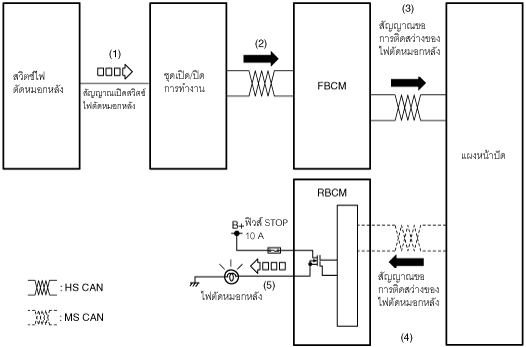 (3)
สัญญาณขอ
การติดสว่างของ
ไฟตัดหมอกหลัง
(1)
(2)
สวิตช์ไฟ
ตัดหมอกหลัง
ชุดเปิด/ปิด
การทำงาน
FBCM
สัญญาณเปิดสวิตช์
ไฟตัดหมอกหลัง
แผงหน้าปัด
RBCM
B+
ฟิวส์ STOP
10 A
(5)
ไฟตัดหมอกหลัง
สัญญาณขอ
การติดสว่างของ
ไฟตัดหมอกหลัง
(4)
: HS CAN
: MS CAN